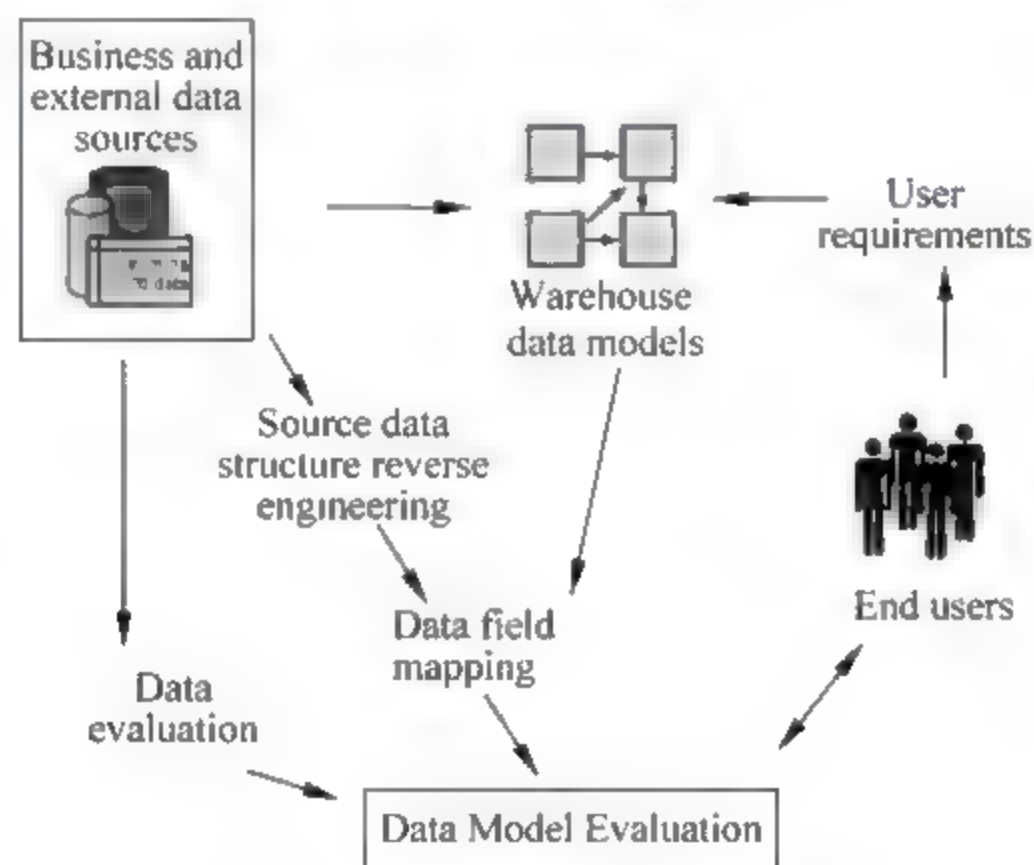 Business and
external data
sources
Warehouse
data models
User
requirements
Source data
structure reverse
engineering
End users
Data field
mapping
Data
evaluation
Data Model Evaluation